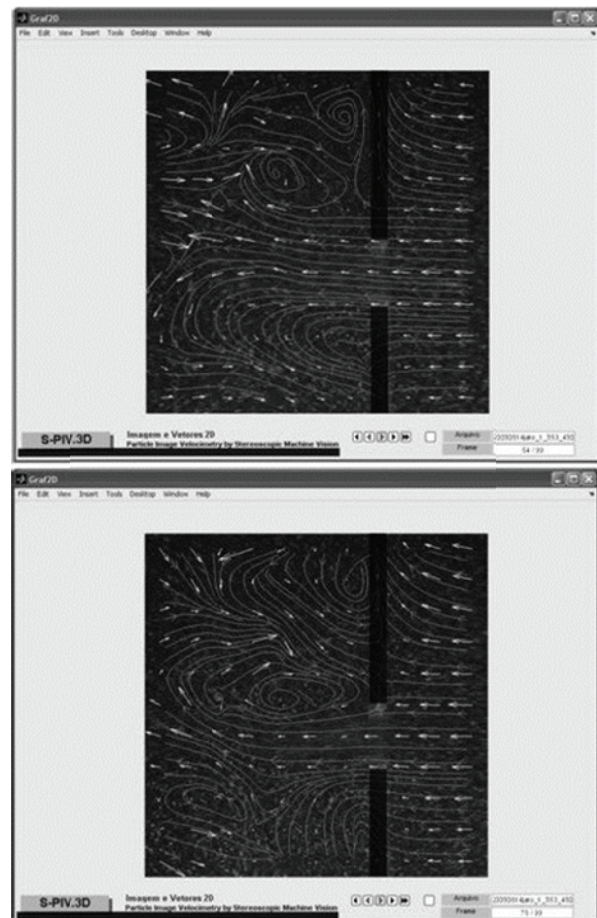 Graf2D
File Edit View Insert Tools Desktop Window Help
S-PIV.3D
Imagem e Vetores 2D
Particle Image Velocimetry by Stereoscopic Machine Vision
Arquivo
Frame
54 / 99
Graf2D
File Edit View Insert Tools Desktop Window Help
S-PIV.3D
Imagem e Vetores 2D
Particle Image Velocimetry by Stereoscopic Machine Vision
Arquivo
Frame